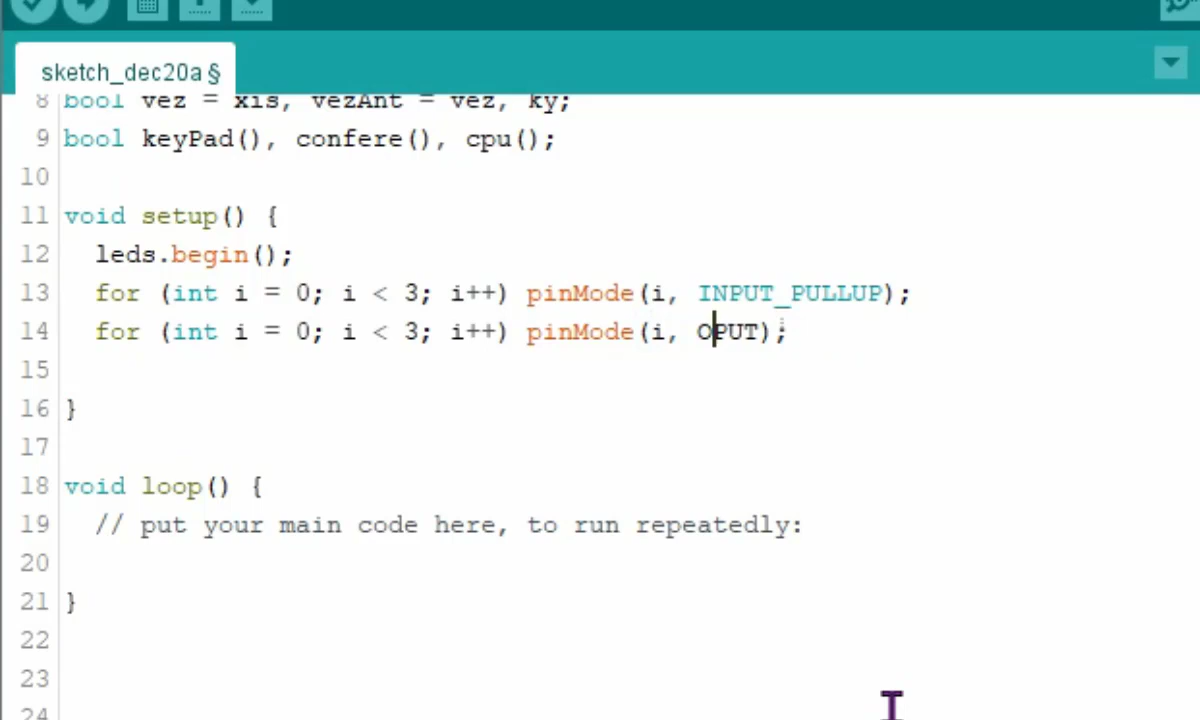 sketch_dec20a §
8 bool vez = xis, vezAnt = vez, ky;
9 bool keyPad(), confere(), cpu();
10
11 void setup() {
12 leds.begin();
13 for (int i = 0; i < 3; i++) pinMode(i, INPUT_PULLUP);
14 for (int i = 0; i < 3; i++) pinMode(i, OPUT);
15
16 }
17
18 void loop() {
19 // put your main code here, to run repeatedly:
20
21 }
22
23
24